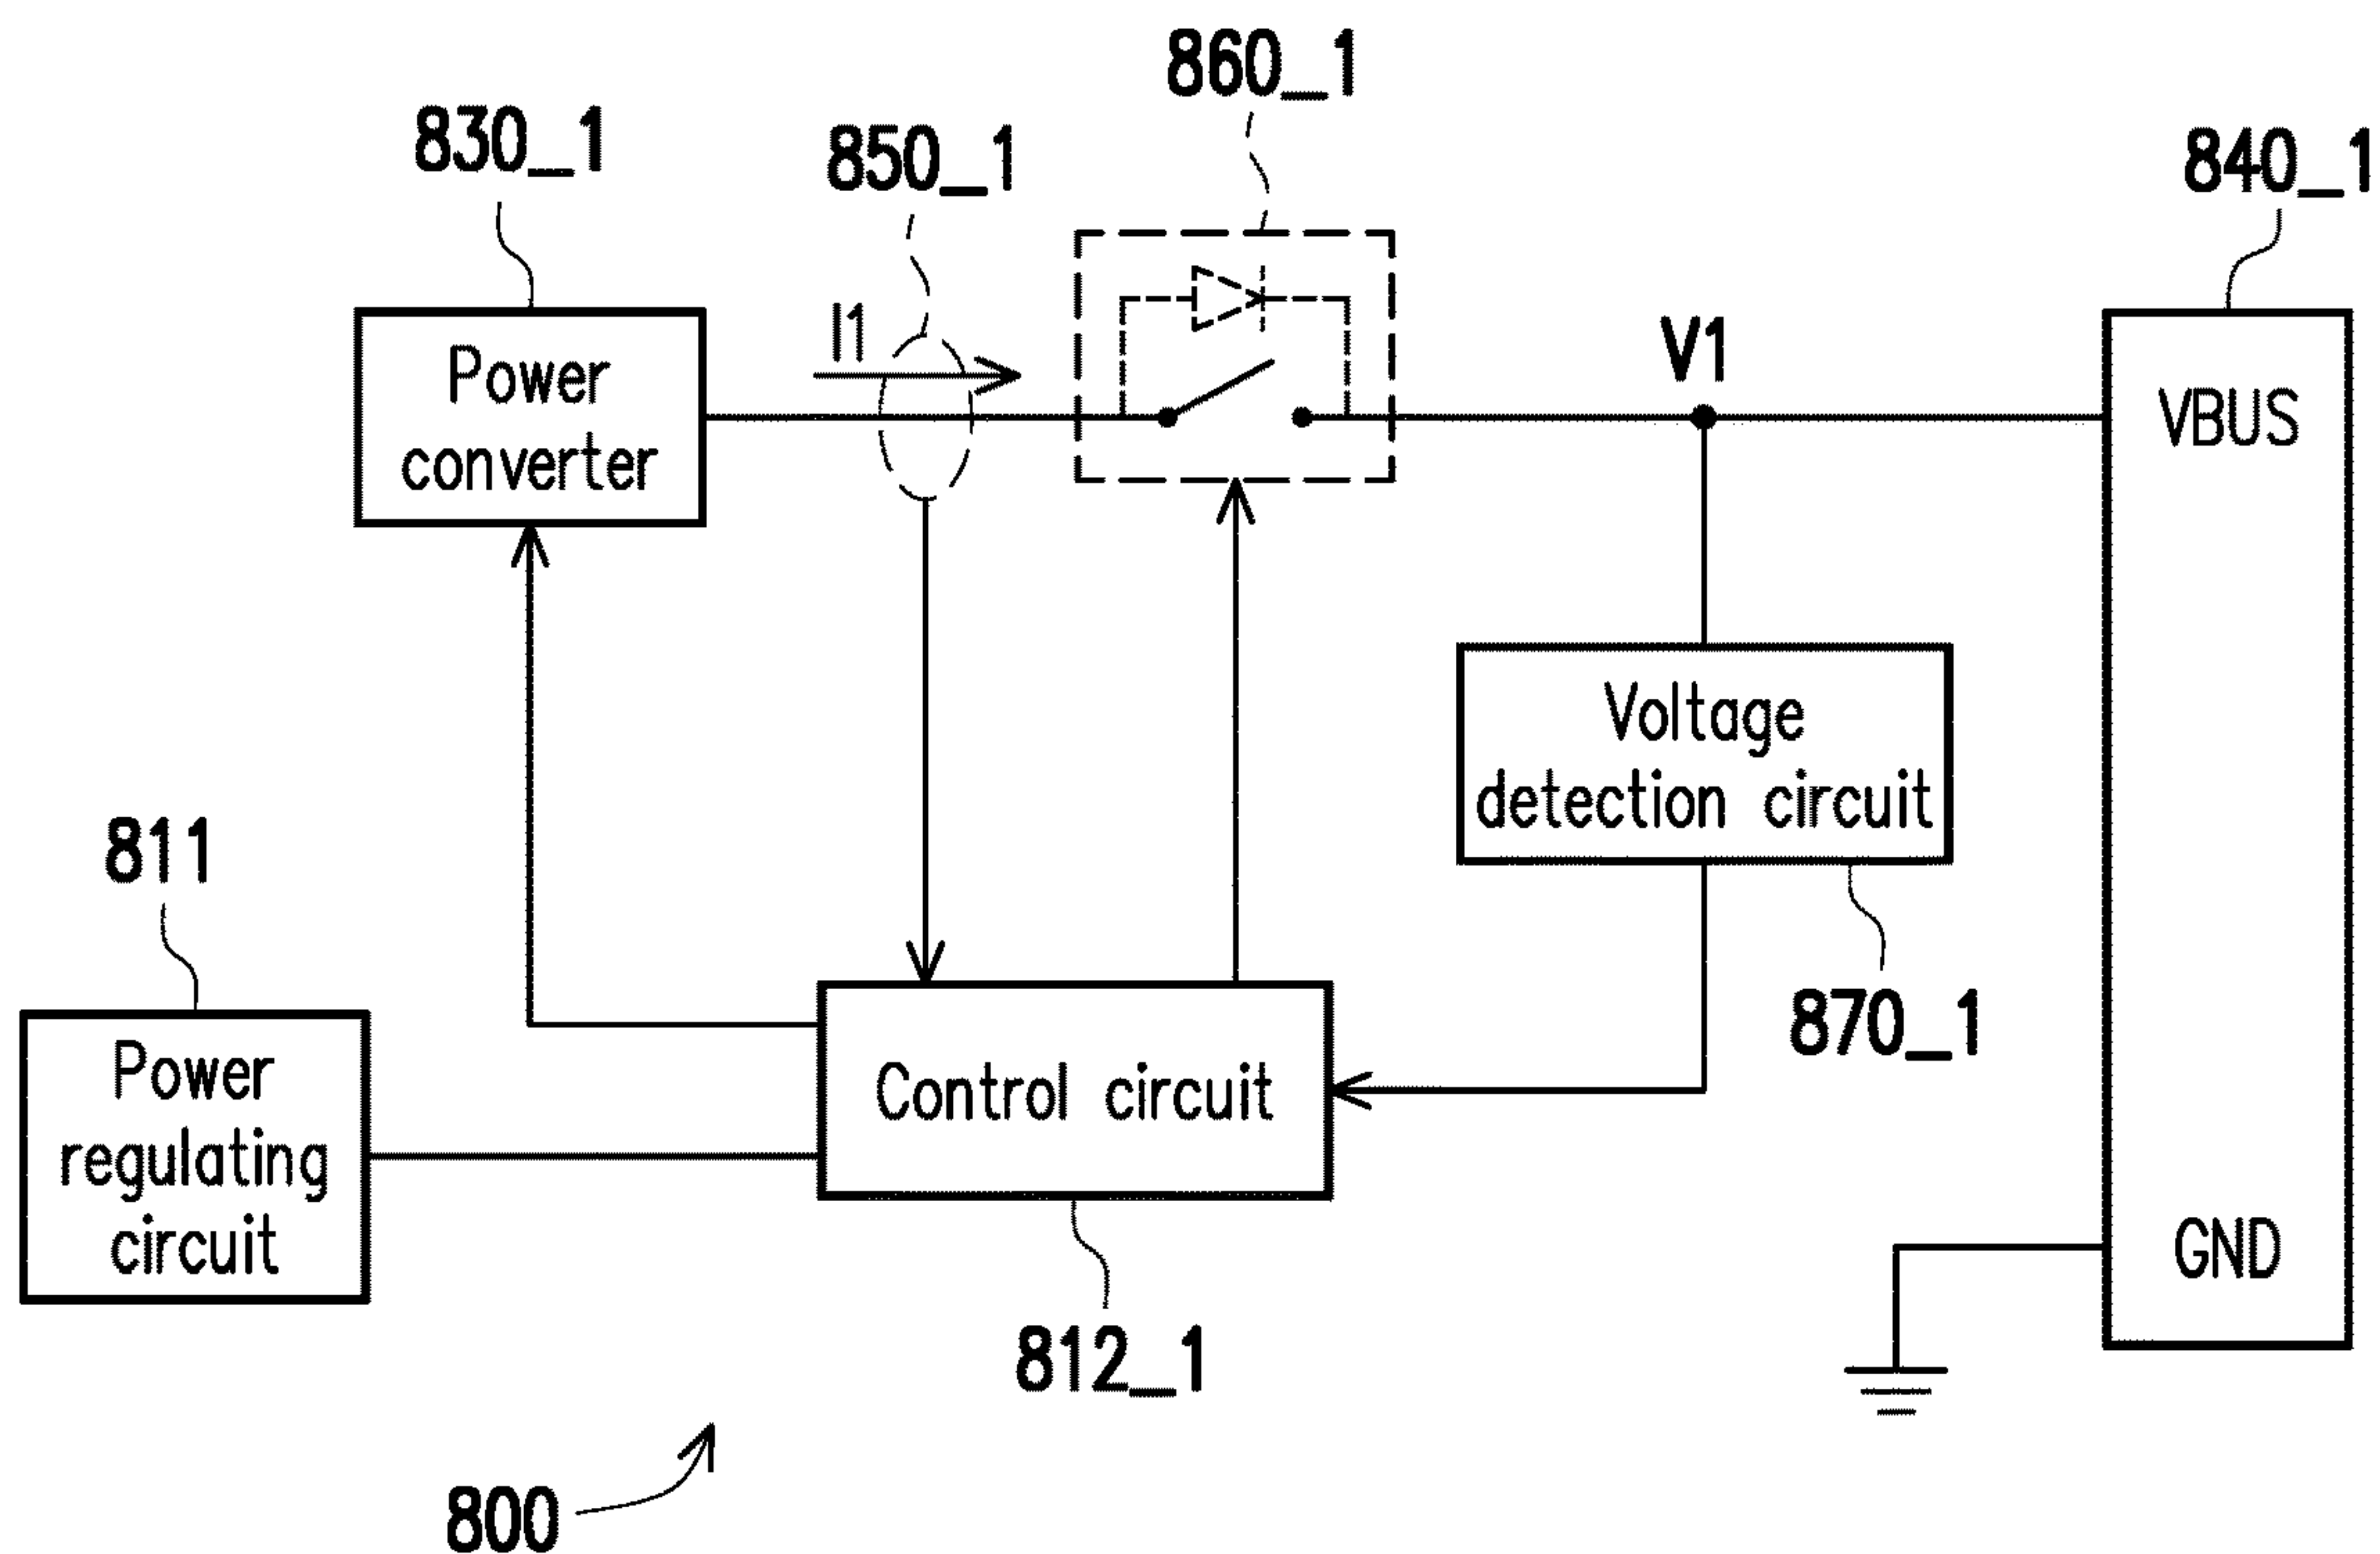 860_1
830_1
850_1
840_1
I1
V1
Power
converter
VBUS
Voltage
detection circuit
811
870_1
Power
regulating
circuit
Control circuit
GND
812_1
800